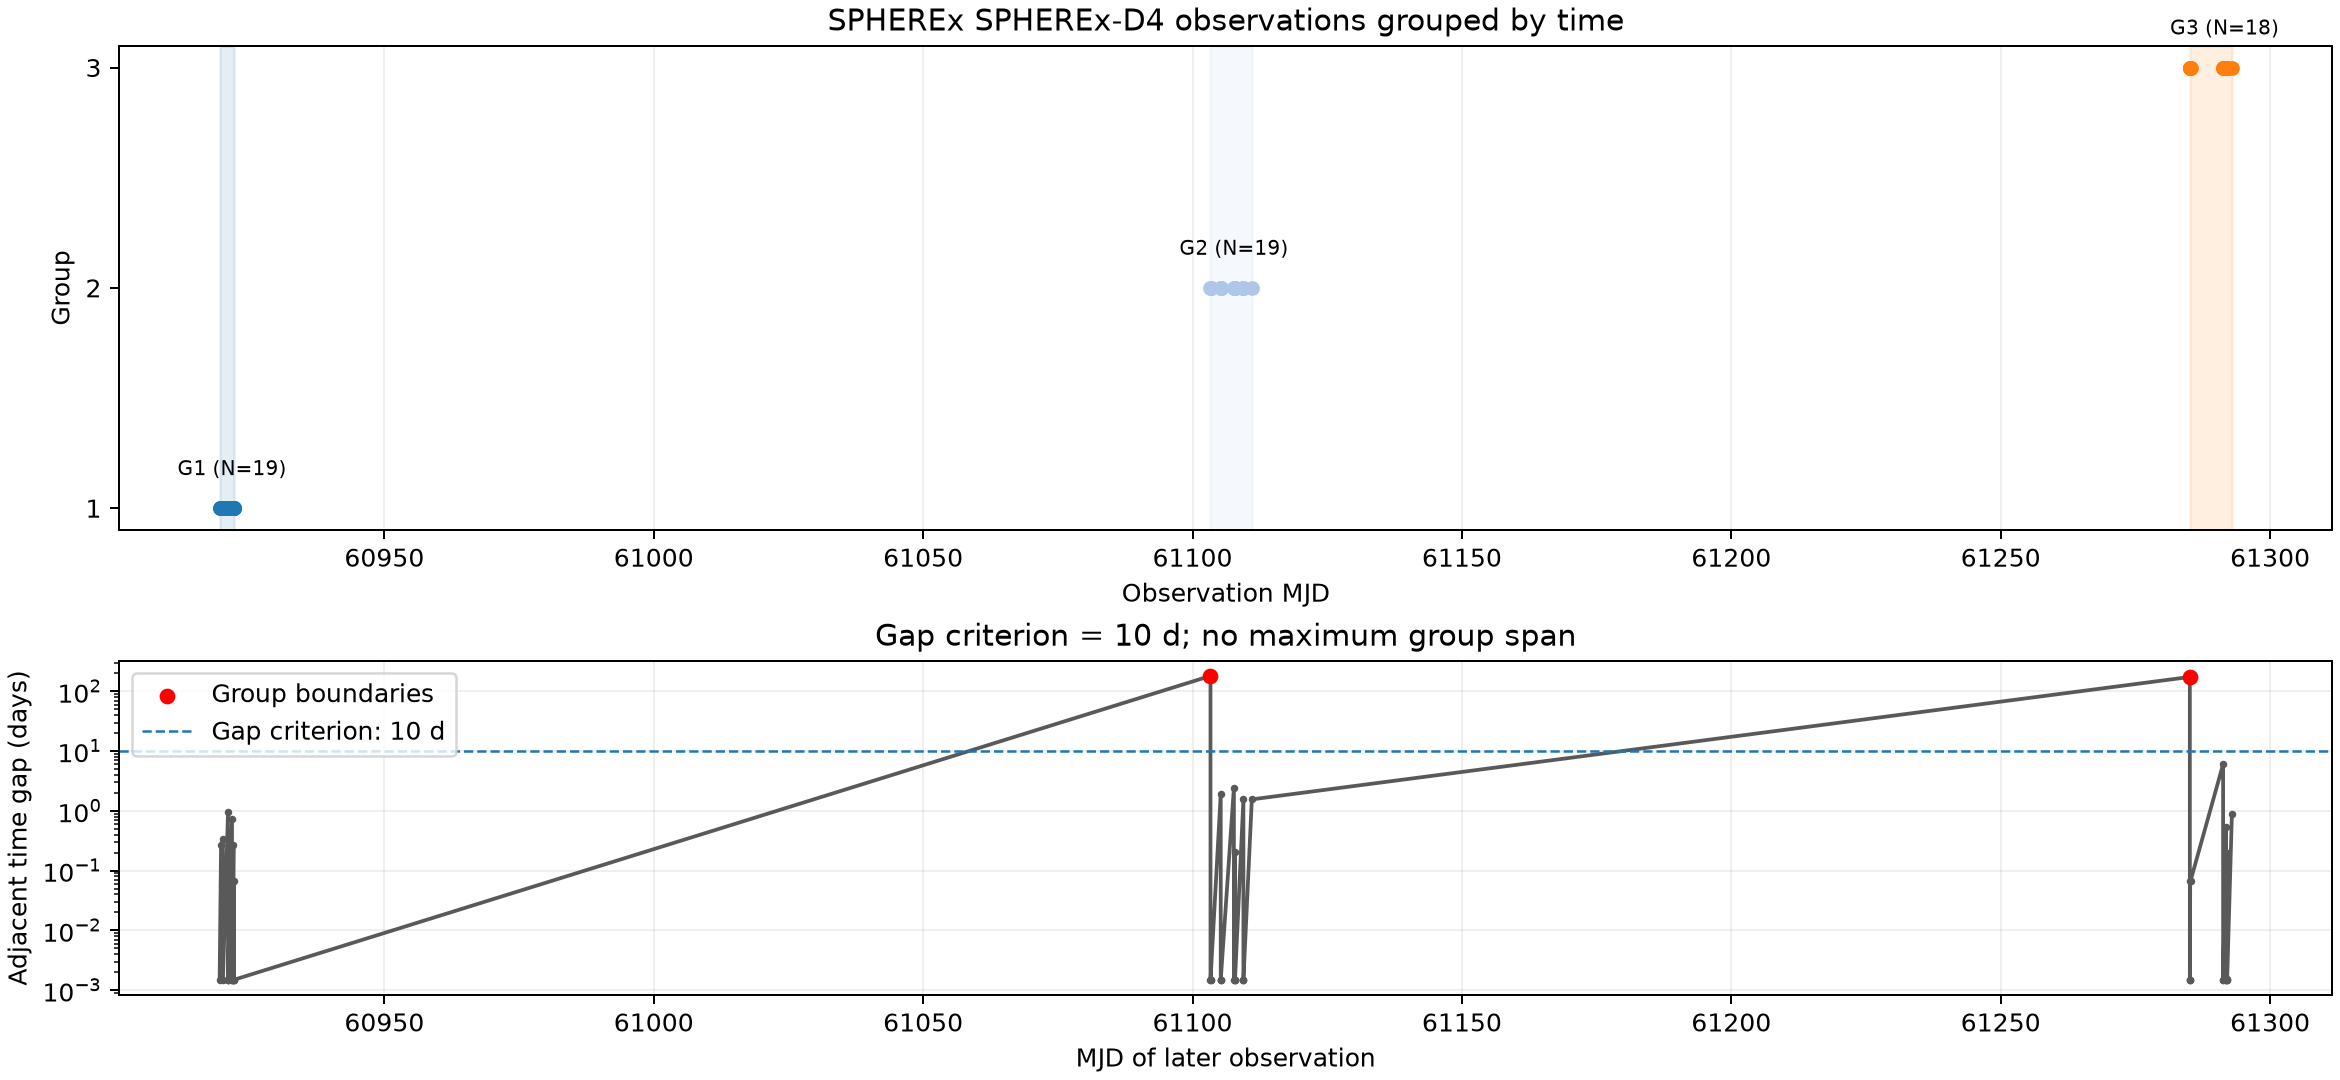 SPHEREx SPHEREx-D4 observations grouped by time
G3 (N=18)
3
G2 (N=19)
2
G1 (N=19)
1
Group
60950 61000 61050 61100 61150 61200 61250 61300
Observation MJD
Gap criterion = 10 d; no maximum group span
Group boundaries
Gap criterion: 10 d
10²
10¹
10⁰
10⁻¹
10⁻²
10⁻³
Adjacent time gap (days)
60950 61000 61050 61100 61150 61200 61250 61300
MJD of later observation